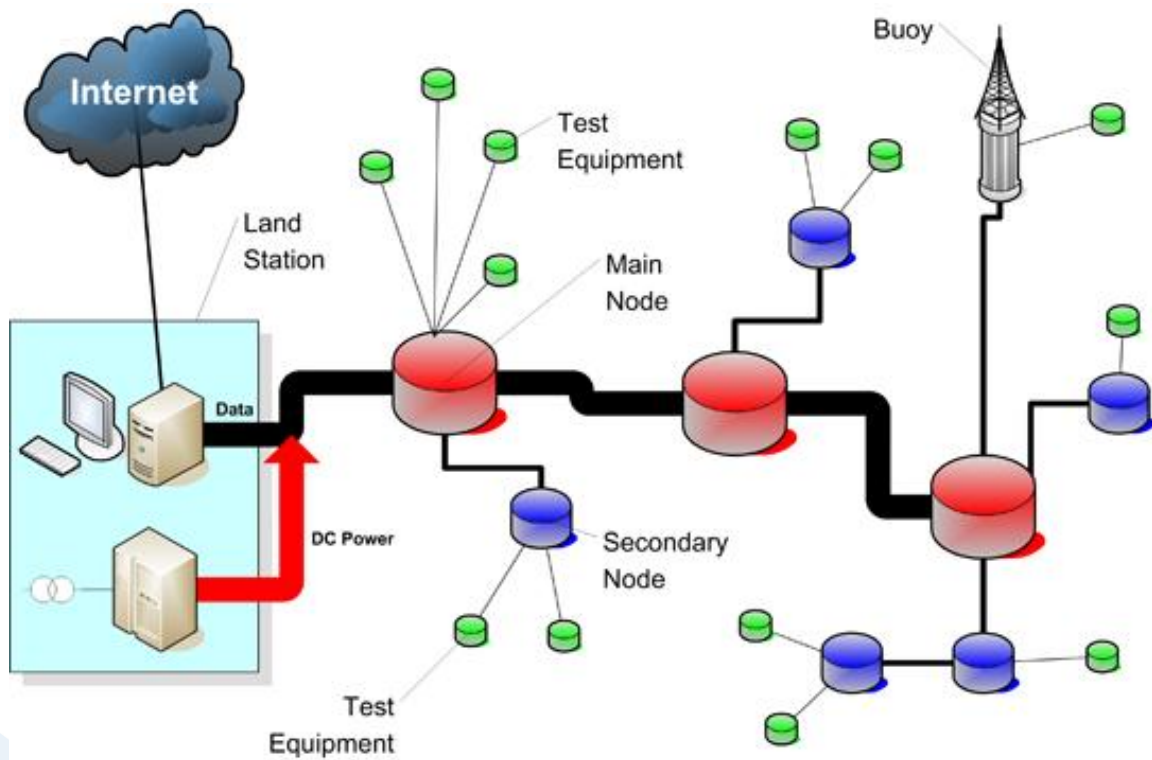 Internet
Buoy
Test
Equipment
Land
Station
Main
Node
Data
DC Power
Secondary
Node
Test
Equipment